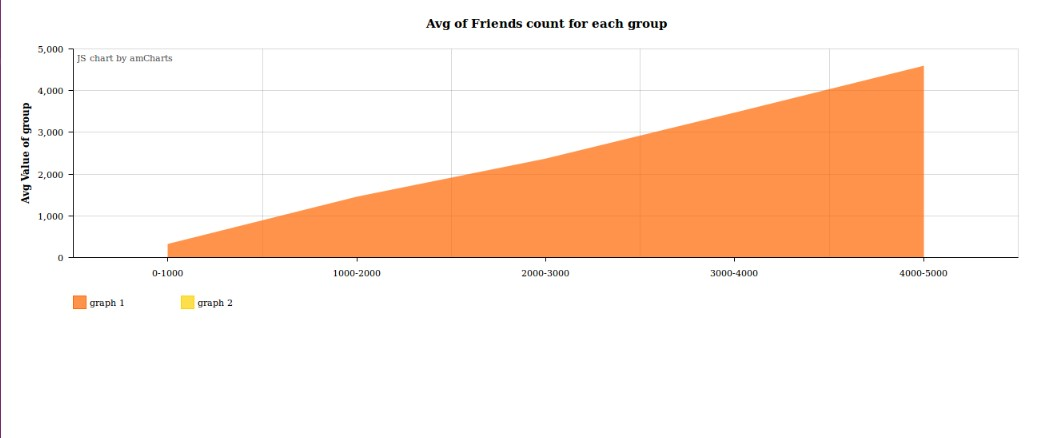 Avg of Friends count for each group
JS chart by amCharts
Avg Value of group
5,000
4,000
3,000
2,000
1,000
0
0-1000 1000-2000 2000-3000 3000-4000 4000-5000
graph 1 graph 2